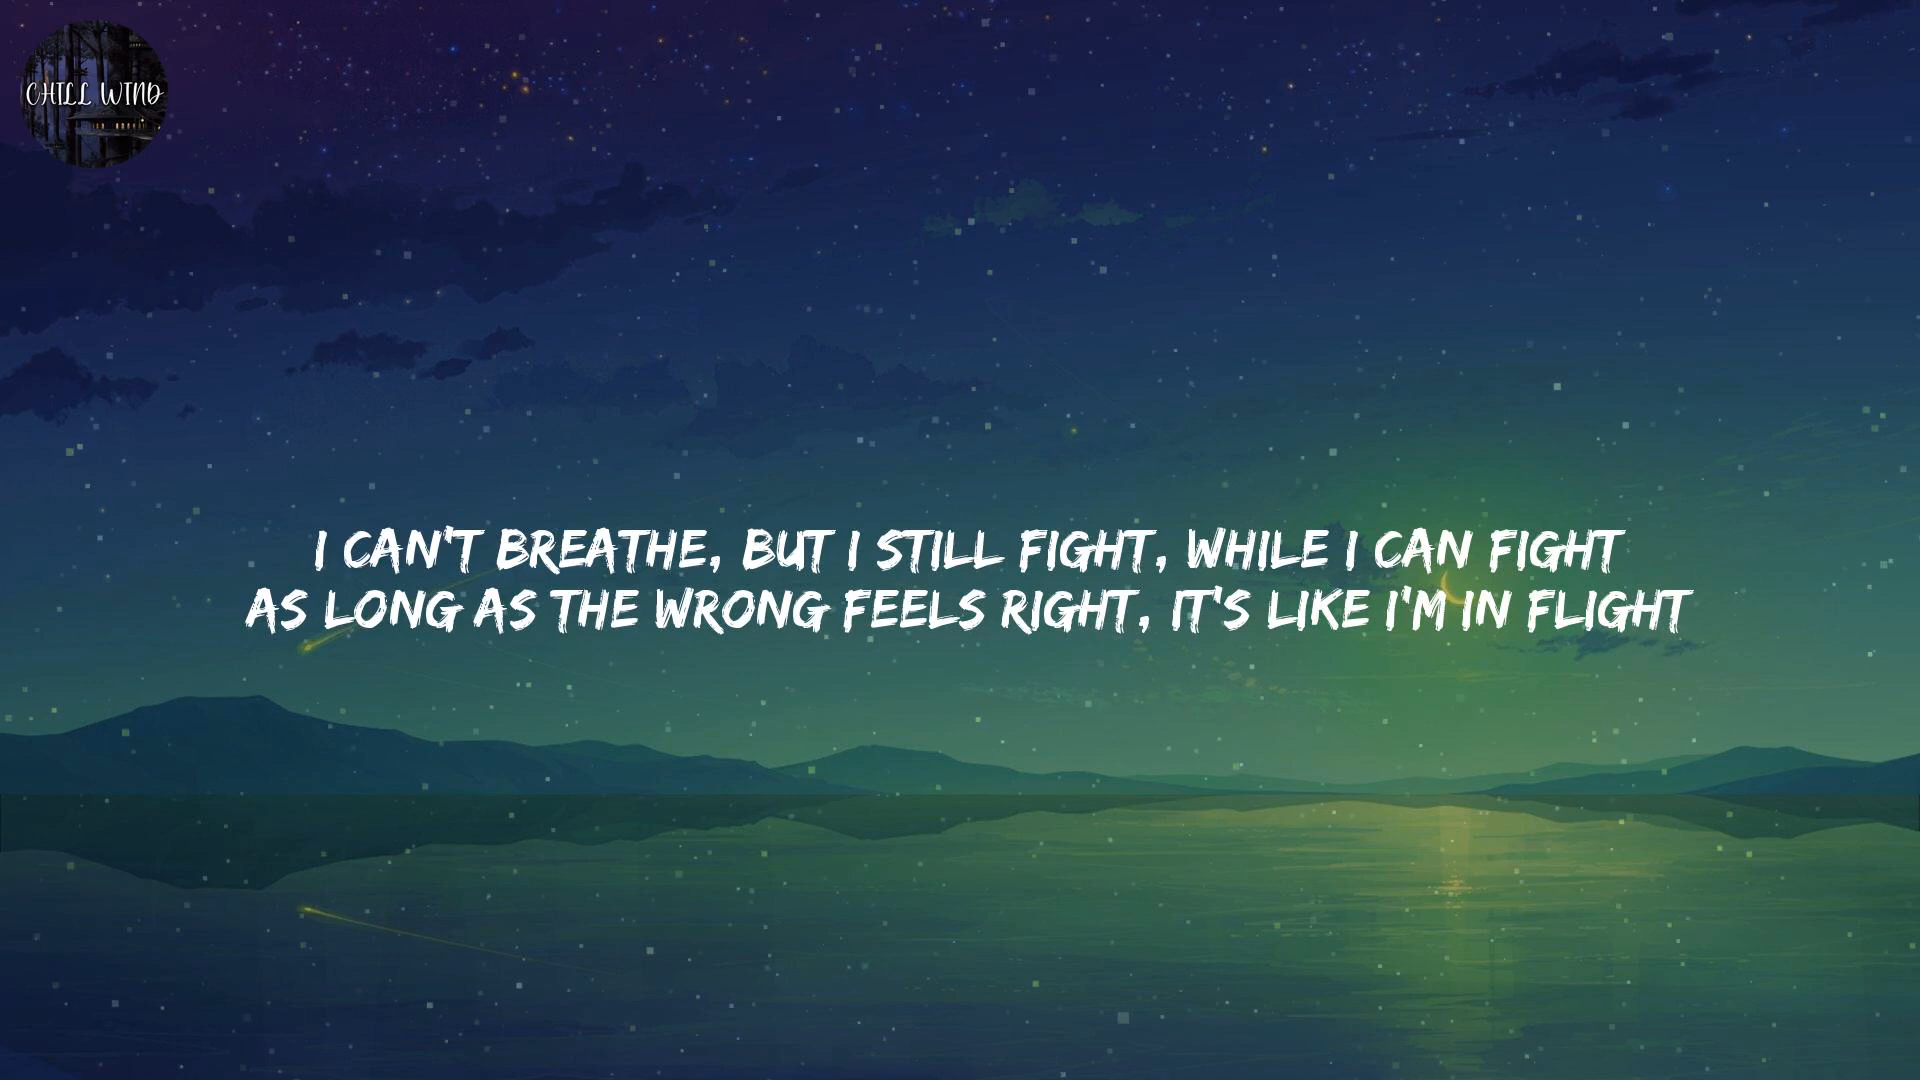 CHILL WIND
I CAN'T BREATHE, BUT I STILL FIGHT, WHILE I CAN FIGHT
AS LONG AS THE WRONG FEELS RIGHT, IT'S LIKE I'M IN FLIGHT